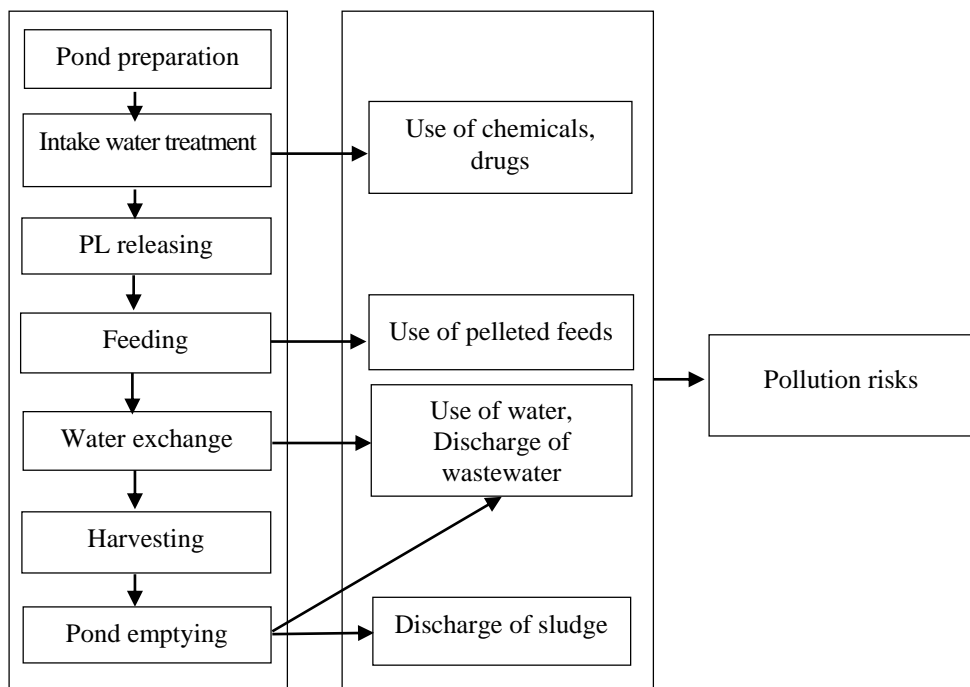 Pond preparation
Intake water treatment
PL releasing
Feeding
Water exchange
Harvesting
Pond emptying
Use of chemicals,
drugs
Use of pelleted feeds
Use of water,
Discharge of
wastewater
Discharge of sludge
Pollution risks